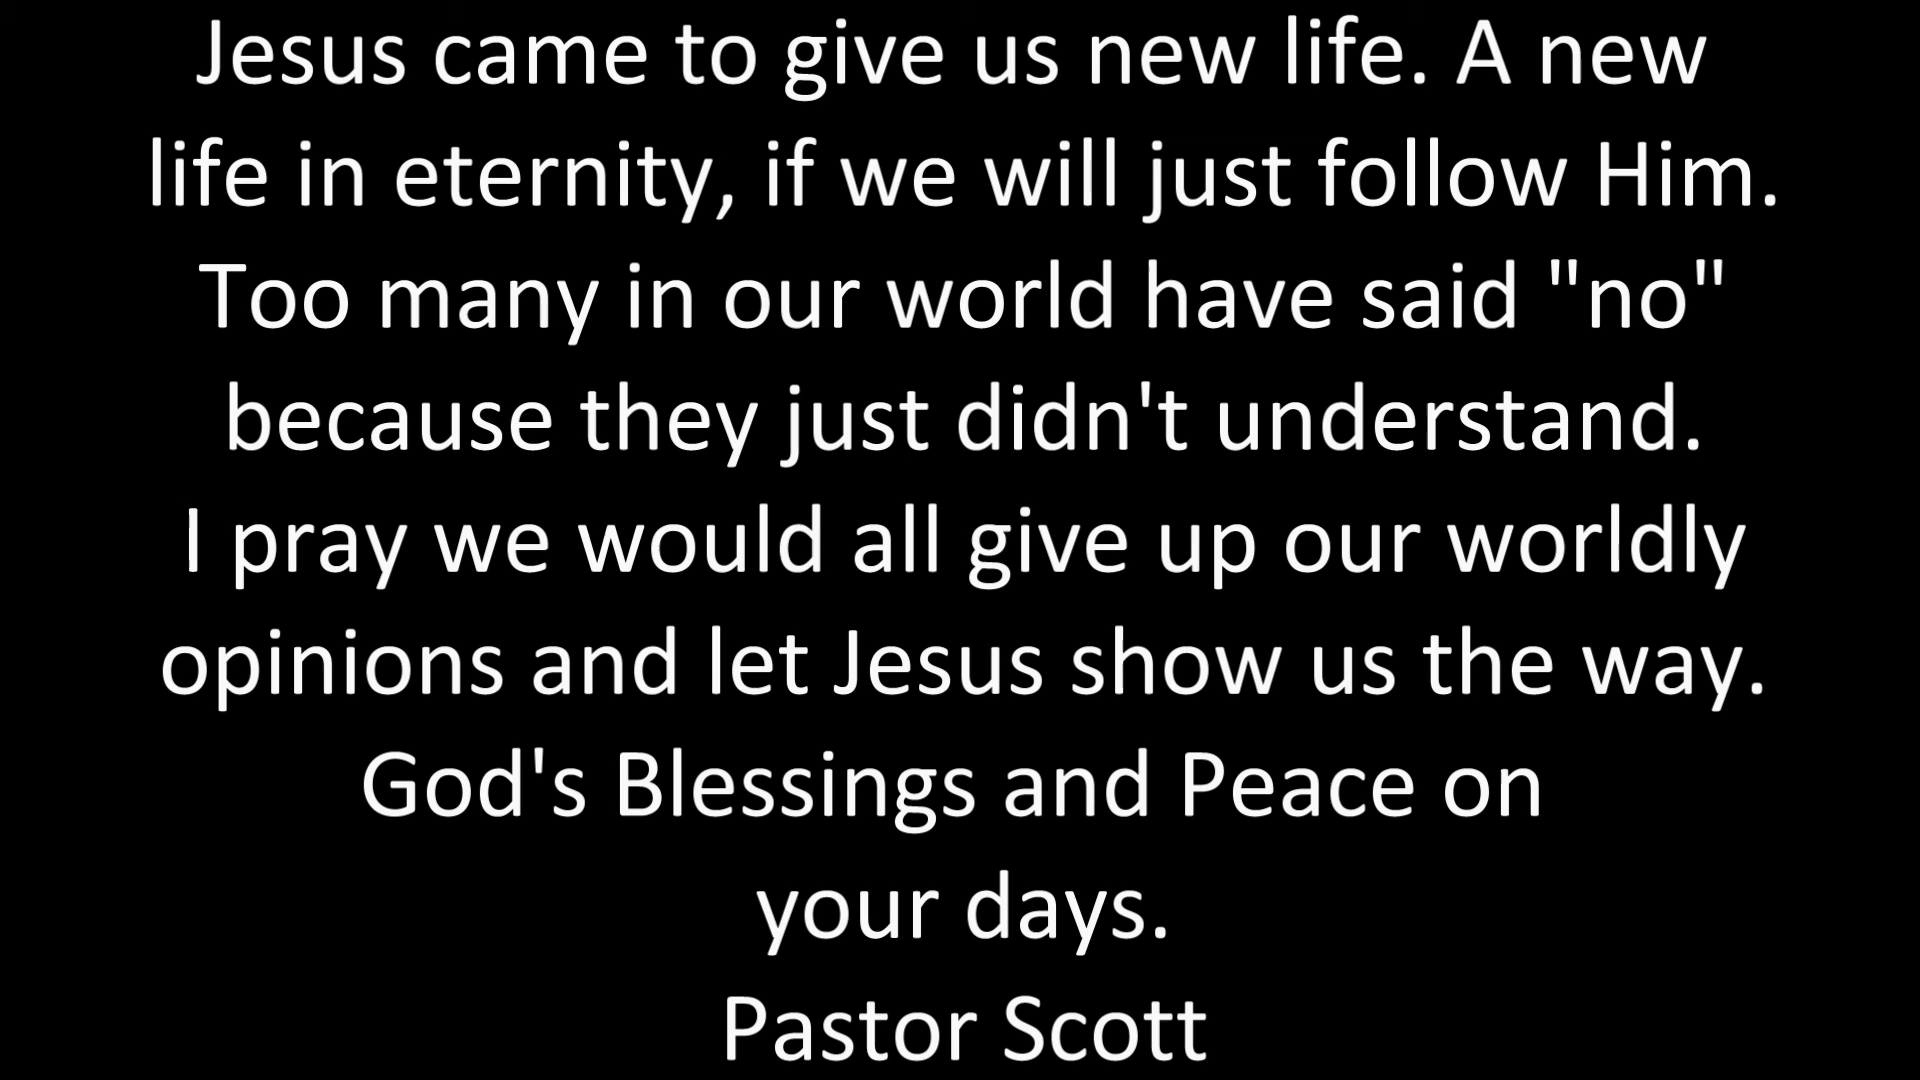 Jesus came to give us new life. A new
life in eternity, if we will just follow Him.
Too many in our world have said "no"
because they just didn't understand.
I pray we would all give up our worldly
opinions and let Jesus show us the way.
God's Blessings and Peace on
your days.
Pastor Scott